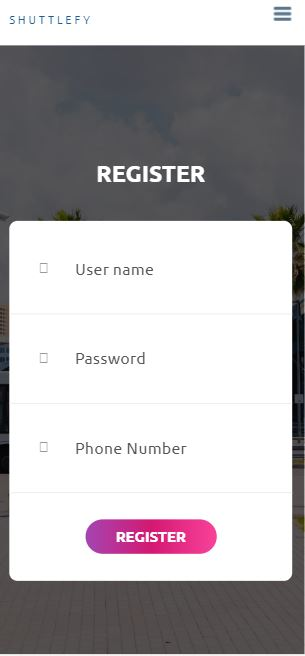 SHUTTLEFY
REGISTER
User name
Password
Phone Number
REGISTER